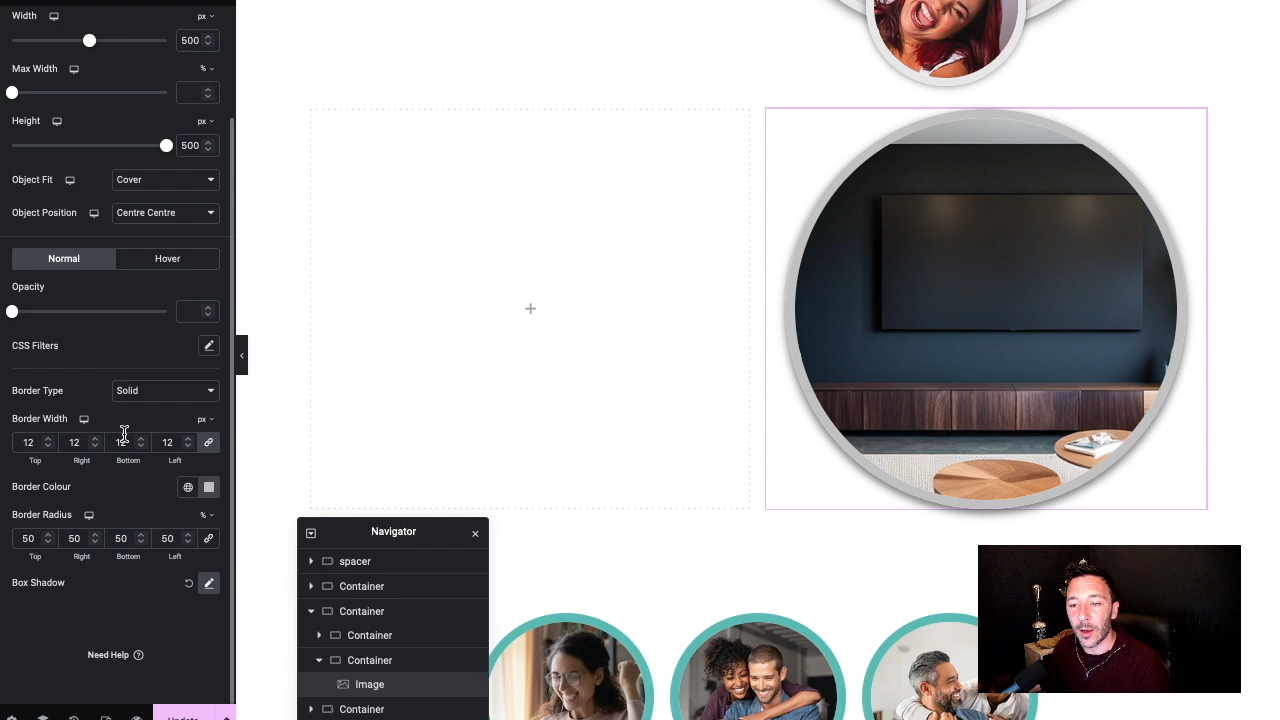 Width px
500
Max Width %
Height px
500
Object Fit Cover
Object Position Centre Centre
Normal Hover
Opacity
CSS Filters
Border Type Solid
Border Width px
12 12 12 12
Top Right Bottom Left
Border Colour
Border Radius %
50 50 50 50
Top Right Bottom Left
Box Shadow
Need Help ?
Update
Navigator
spacer
Container
Container
Container
Container
Image
Container